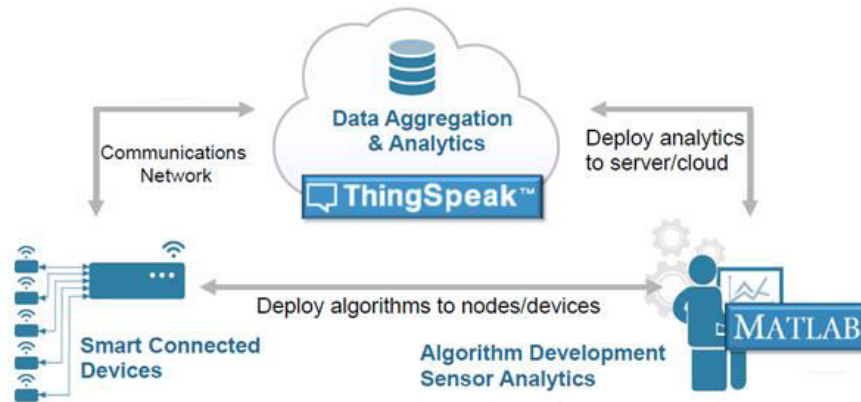 Data Aggregation
& Analytics
ThingSpeak™
Communications
Network
Deploy analytics
to server/cloud
Deploy algorithms to nodes/devices
Smart Connected
Devices
Algorithm Development
Sensor Analytics
MATLAB